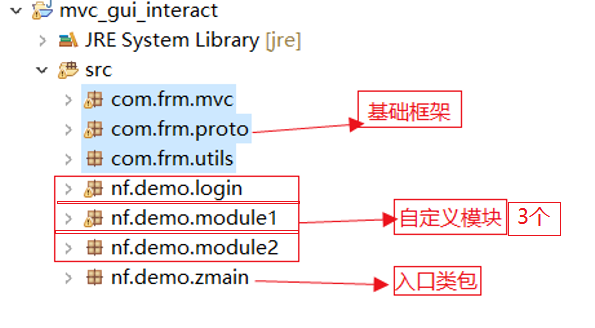 mvc_gui_interact
JRE System Library [jre]
src
com.frm.mvc
基础框架
com.frm.proto
com.frm.utils
nf.demo.login
nf.demo.module1
自定义模块 3个
nf.demo.module2
nf.demo.zmain
入口类包